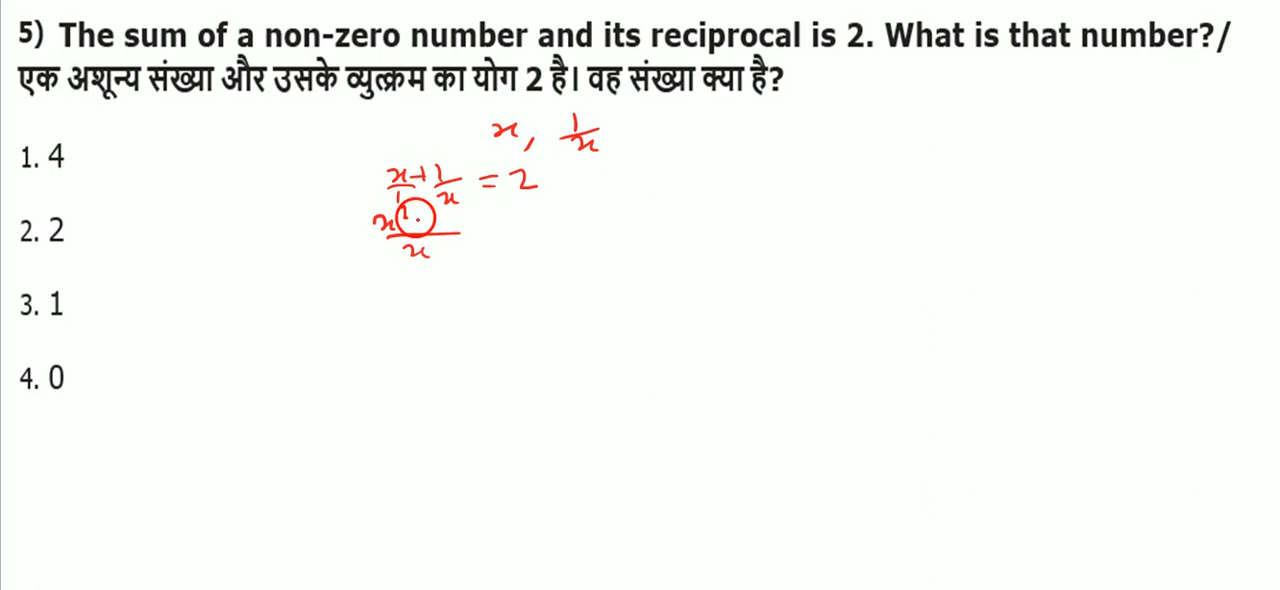 5) The sum of a non-zero number and its reciprocal is 2. What is that number?/
एक अशून्य संख्या और उसके व्युत्क्रम का योग 2 है। वह संख्या क्या है?
x, 1/x
1. 4
x/1 + 1/x = 2
2. 2
x²/x
3. 1
4. 0